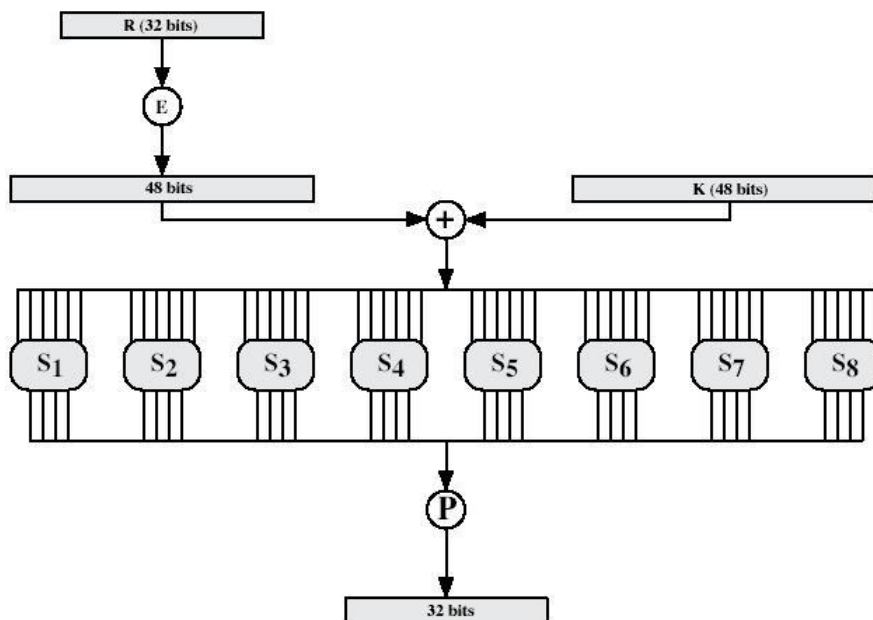 R (32 bits)
E
48 bits
K (48 bits)
+
S1 S2 S3 S4 S5 S6 S7 S8
P
32 bits